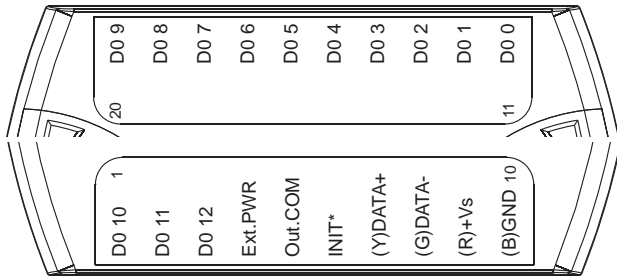 D0 9
D0 8
D0 7
D0 6
D0 5
D0 4
D0 3
D0 2
D0 1
D0 0
20
11
1
10
D0 10
D0 11
D0 12
Ext.PWR
Out.COM
INIT*
(Y)DATA+
(G)DATA-
(R)+Vs
(B)GND